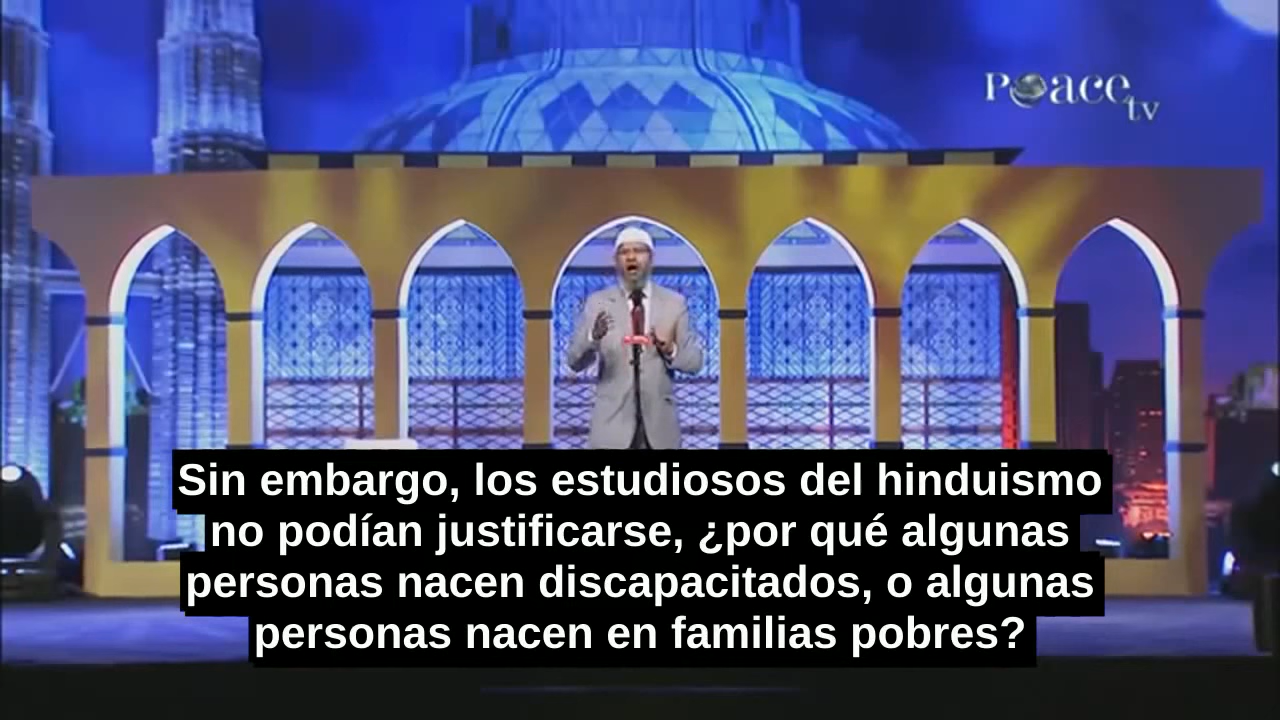 Peace
tv
Sin embargo, los estudiosos del hinduismo
no podían justificarse, ¿por qué algunas
personas nacen discapacitados, o algunas
personas nacen en familias pobres?